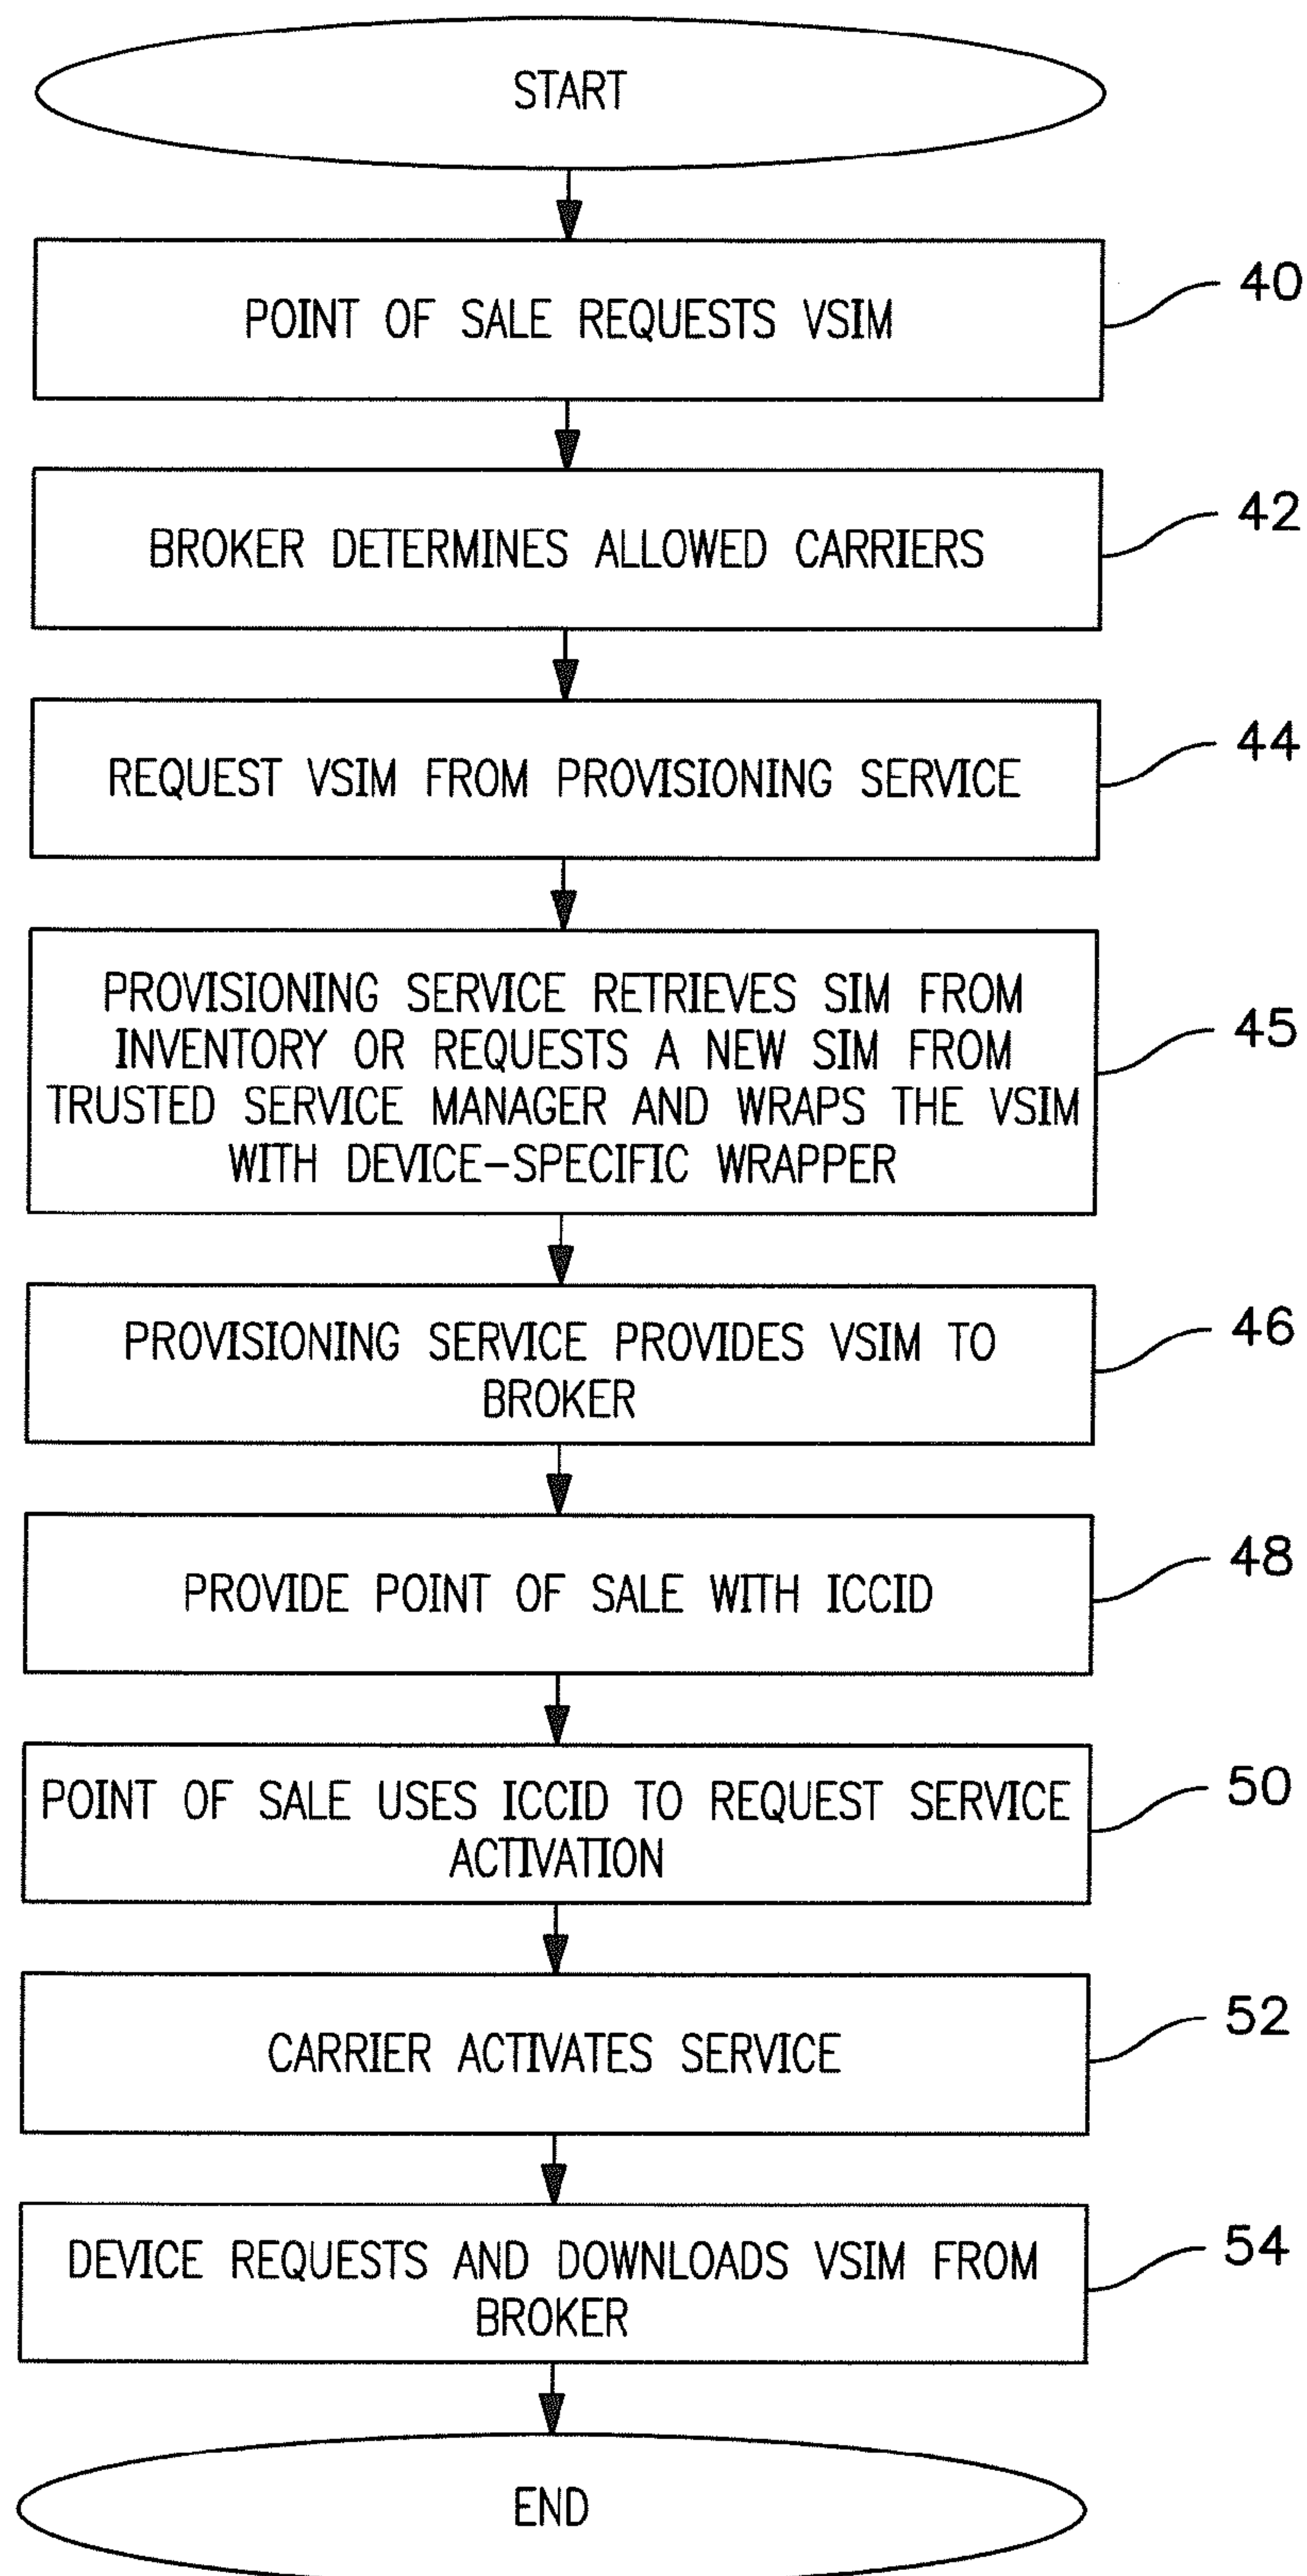 START
POINT OF SALE REQUESTS VSIM
40
BROKER DETERMINES ALLOWED CARRIERS
42
REQUEST VSIM FROM PROVISIONING SERVICE
44
PROVISIONING SERVICE RETRIEVES SIM FROM
INVENTORY OR REQUESTS A NEW SIM FROM
TRUSTED SERVICE MANAGER AND WRAPS THE VSIM
WITH DEVICE-SPECIFIC WRAPPER
45
PROVISIONING SERVICE PROVIDES VSIM TO
BROKER
46
PROVIDE POINT OF SALE WITH ICCID
48
POINT OF SALE USES ICCID TO REQUEST SERVICE
ACTIVATION
50
CARRIER ACTIVATES SERVICE
52
DEVICE REQUESTS AND DOWNLOADS VSIM FROM
BROKER
54
END